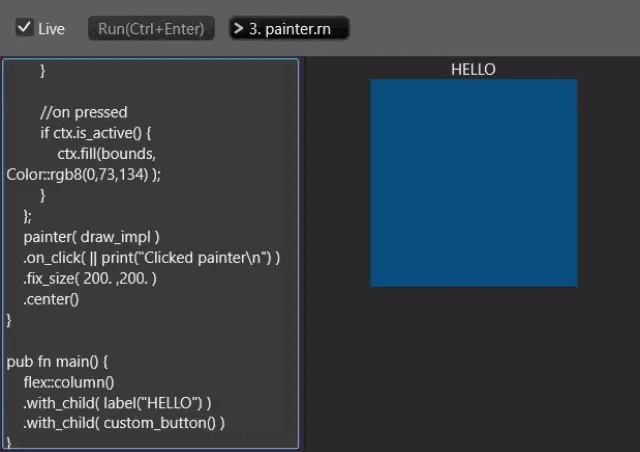 Live
Run(Ctrl+Enter)
> 3. painter.rn
}
//on pressed
if ctx.is_active() {
ctx.fill(bounds,
Color::rgb8(0,73,134) );
}
};
painter( draw_impl )
.on_click( || print("Clicked painter\n") )
.fix_size( 200. ,200. )
.center()
}
pub fn main() {
flex::column()
.with_child( label("HELLO") )
.with_child( custom_button() )
}
HELLO